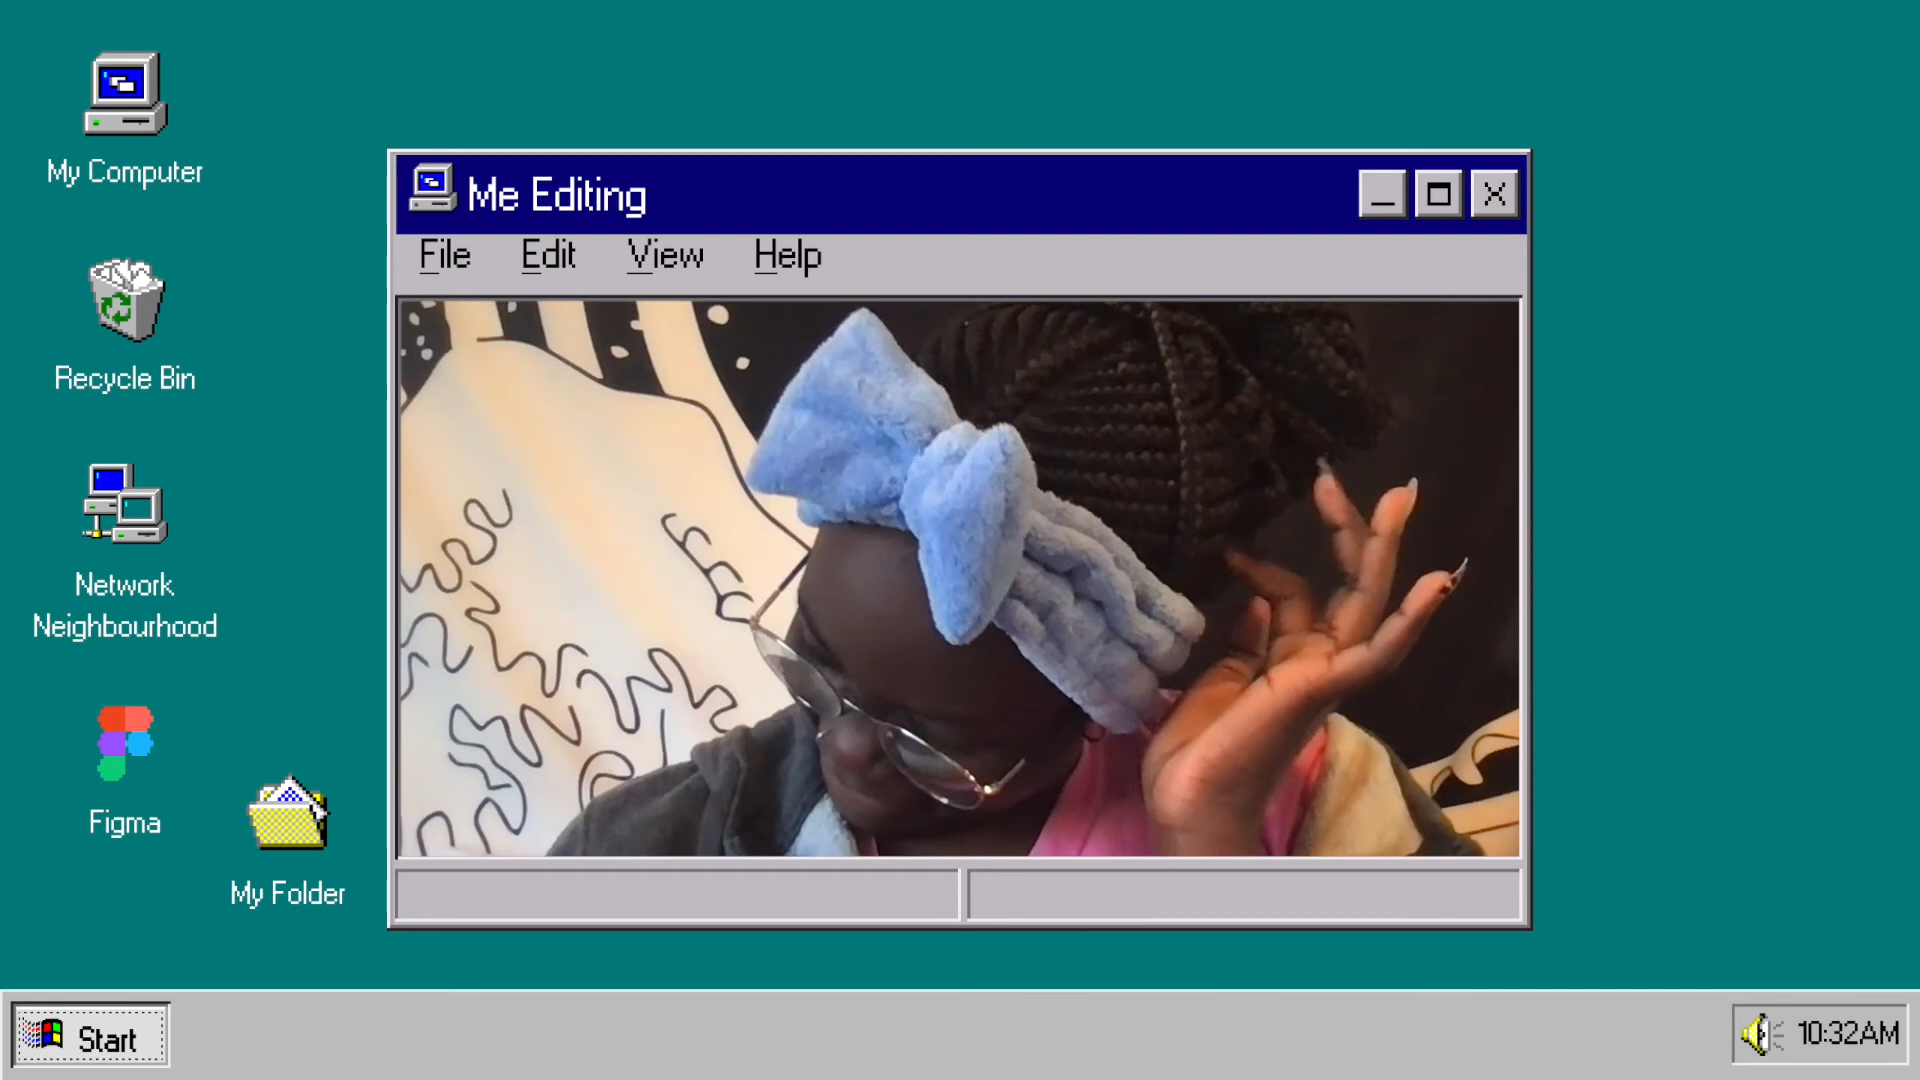 My Computer
Recycle Bin
Network
Neighbourhood
Figma
My Folder
Me Editing
File Edit View Help
Start
10:32AM